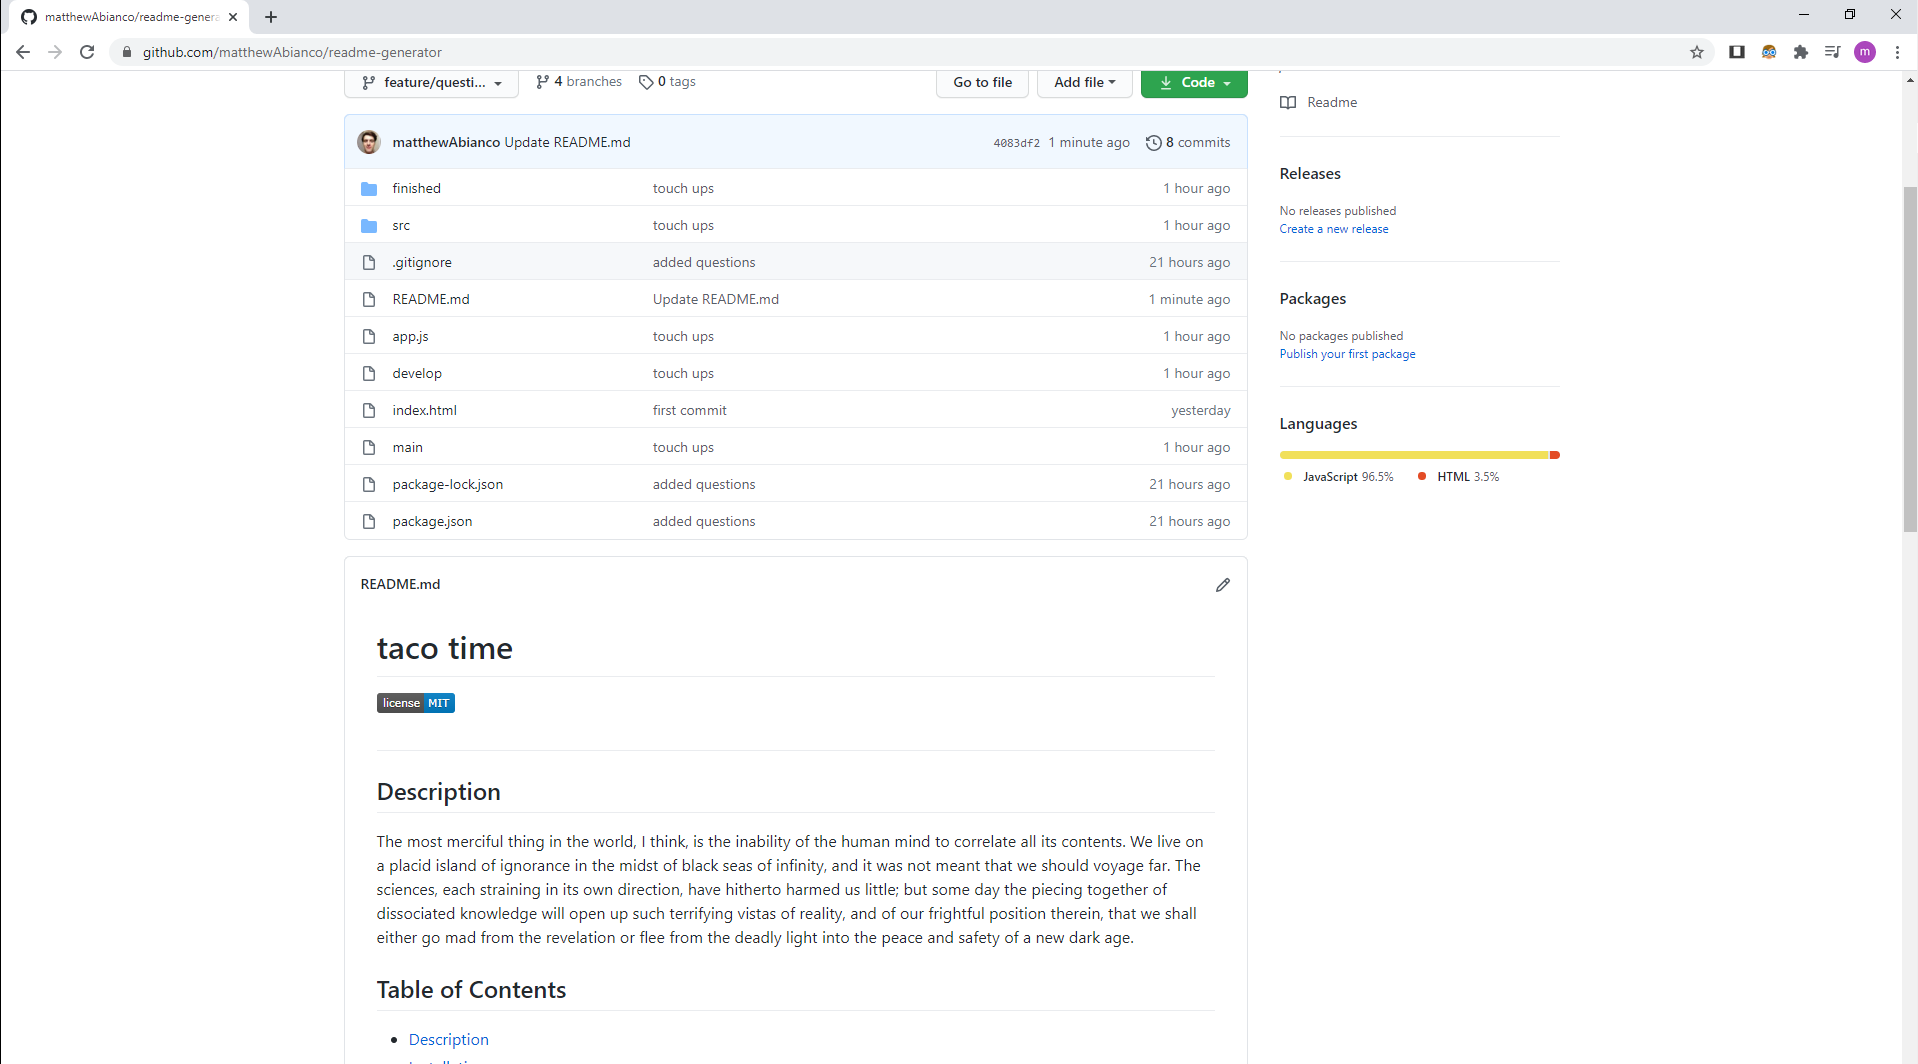 matthewAbianco/readme-genera
github.com/matthewAbianco/readme-generator
m
feature/questi...
4 branches
0 tags
Go to file
Add file
Code
Readme
matthewAbianco Update README.md
4083df2 1 minute ago
8 commits
finished touch ups 1 hour ago
src touch ups 1 hour ago
.gitignore added questions 21 hours ago
README.md Update README.md 1 minute ago
app.js touch ups 1 hour ago
develop touch ups 1 hour ago
index.html first commit yesterday
main touch ups 1 hour ago
package-lock.json added questions 21 hours ago
package.json added questions 21 hours ago
Releases
No releases published
Create a new release
Packages
No packages published
Publish your first package
Languages
JavaScript 96.5% HTML 3.5%
README.md
taco time
license MIT
Description
The most merciful thing in the world, I think, is the inability of the human mind to correlate all its contents. We live on
a placid island of ignorance in the midst of black seas of infinity, and it was not meant that we should voyage far. The
sciences, each straining in its own direction, have hitherto harmed us little; but some day the piecing together of
dissociated knowledge will open up such terrifying vistas of reality, and of our frightful position therein, that we shall
either go mad from the revelation or flee from the deadly light into the peace and safety of a new dark age.
Table of Contents
Description